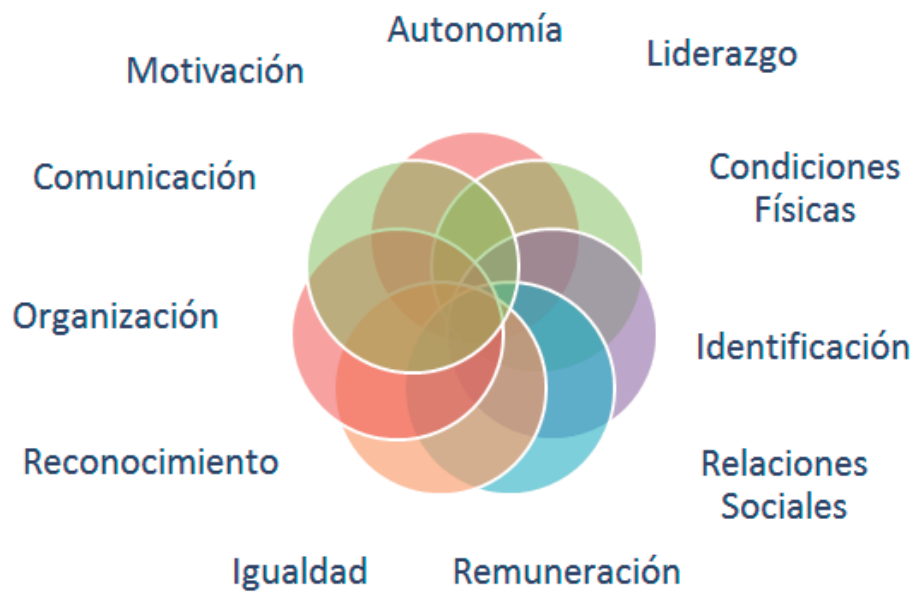 Autonomía
Liderazgo
Motivación
Condiciones
Físicas
Comunicación
Organización
Identificación
Reconocimiento
Relaciones
Sociales
Igualdad
Remuneración